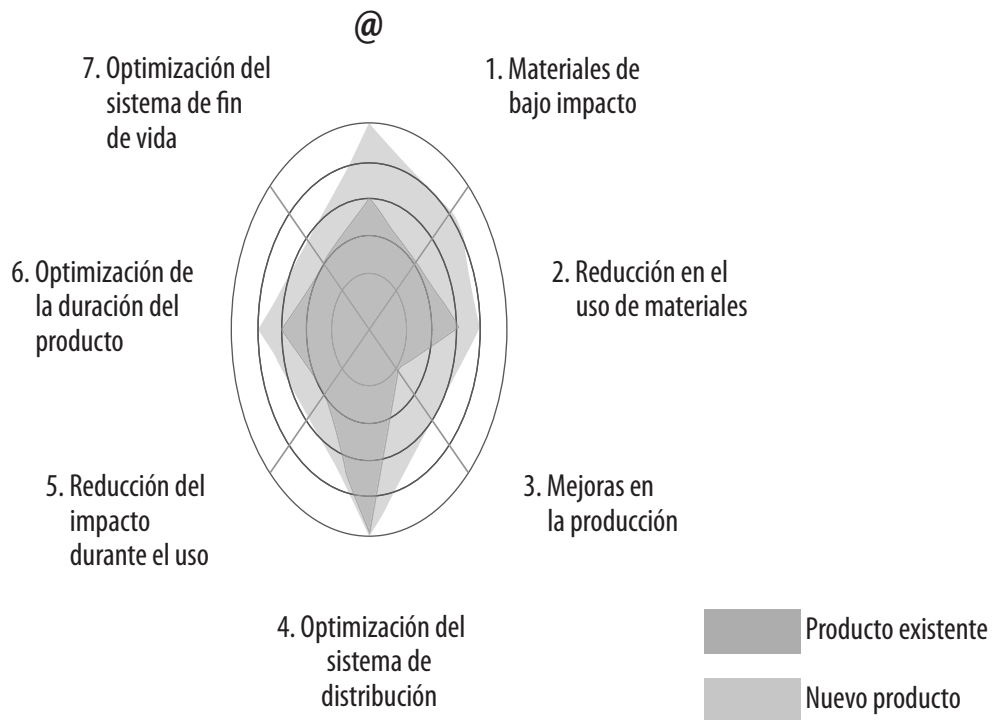 @
7. Optimización del
sistema de fin
de vida
1. Materiales de
bajo impacto
6. Optimización de
la duración del
producto
2. Reducción en el
uso de materiales
5. Reducción del
impacto
durante el uso
3. Mejoras en
la producción
4. Optimización del
sistema de
distribución
Producto existente
Nuevo producto